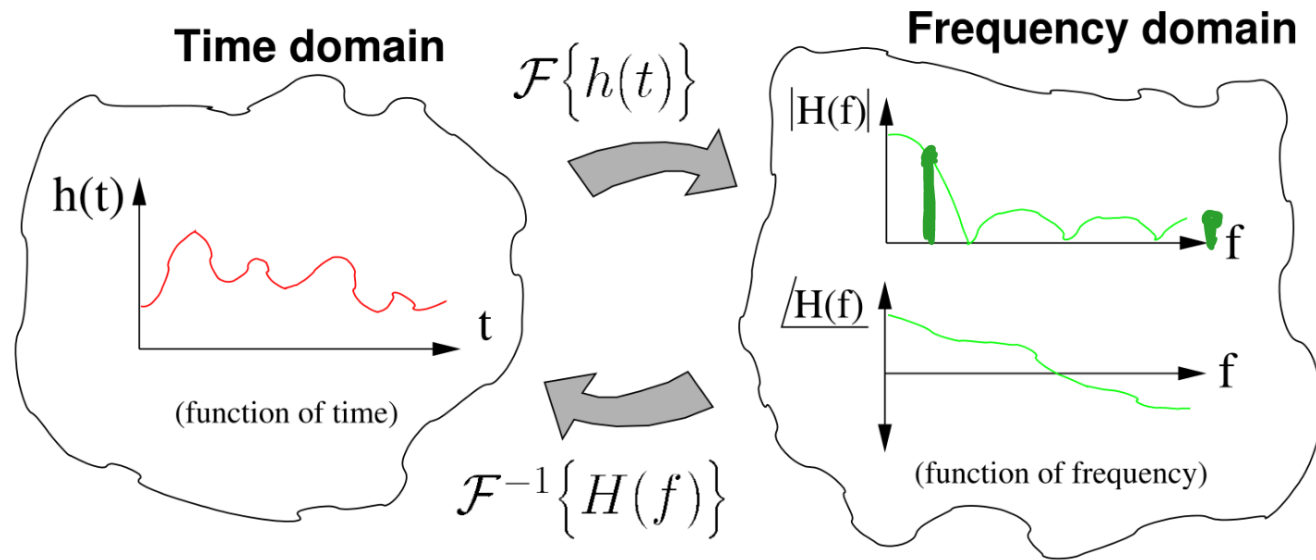 Time domain
h(t)
t
(function of time)
ℱ{h(t)}
ℱ⁻¹{H(f)}
Frequency domain
|H(f)|
f
∠H(f)
f
(function of frequency)